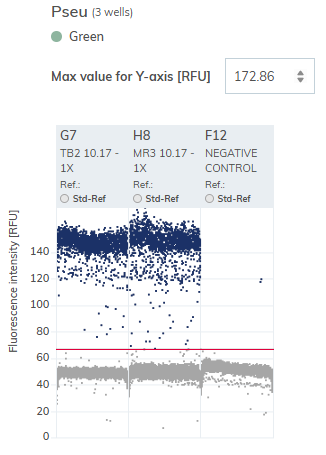 Pseu (3 wells)
Green
Max value for Y-axis [RFU] 172.86
G7 H8 F12
TB2 10.17 - MR3 10.17 - NEGATIVE
1X 1X CONTROL
Ref.: Ref.: Ref.:
Std-Ref Std-Ref Std-Ref
Fluorescence intensity [RFU]
140
120
100
80
60
40
20
0